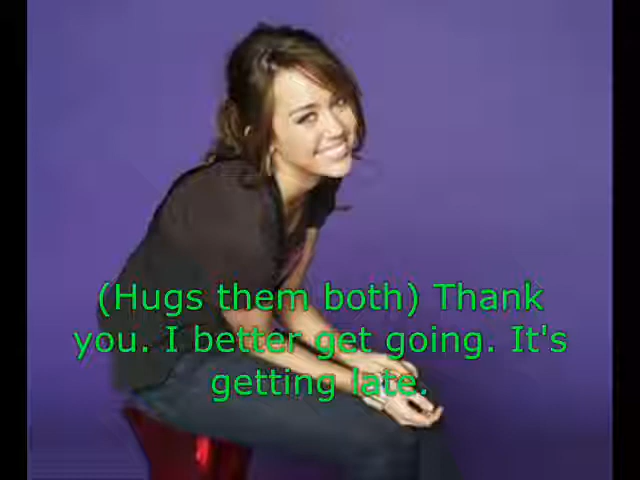 (Hugs them both) Thank
you. I better get going. It's
getting late.